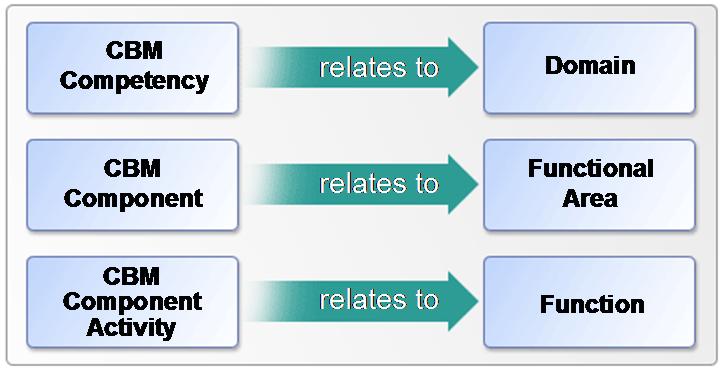 CBM
Competency
relates to
Domain
CBM
Component
relates to
Functional
Area
CBM
Component
Activity
relates to
Function